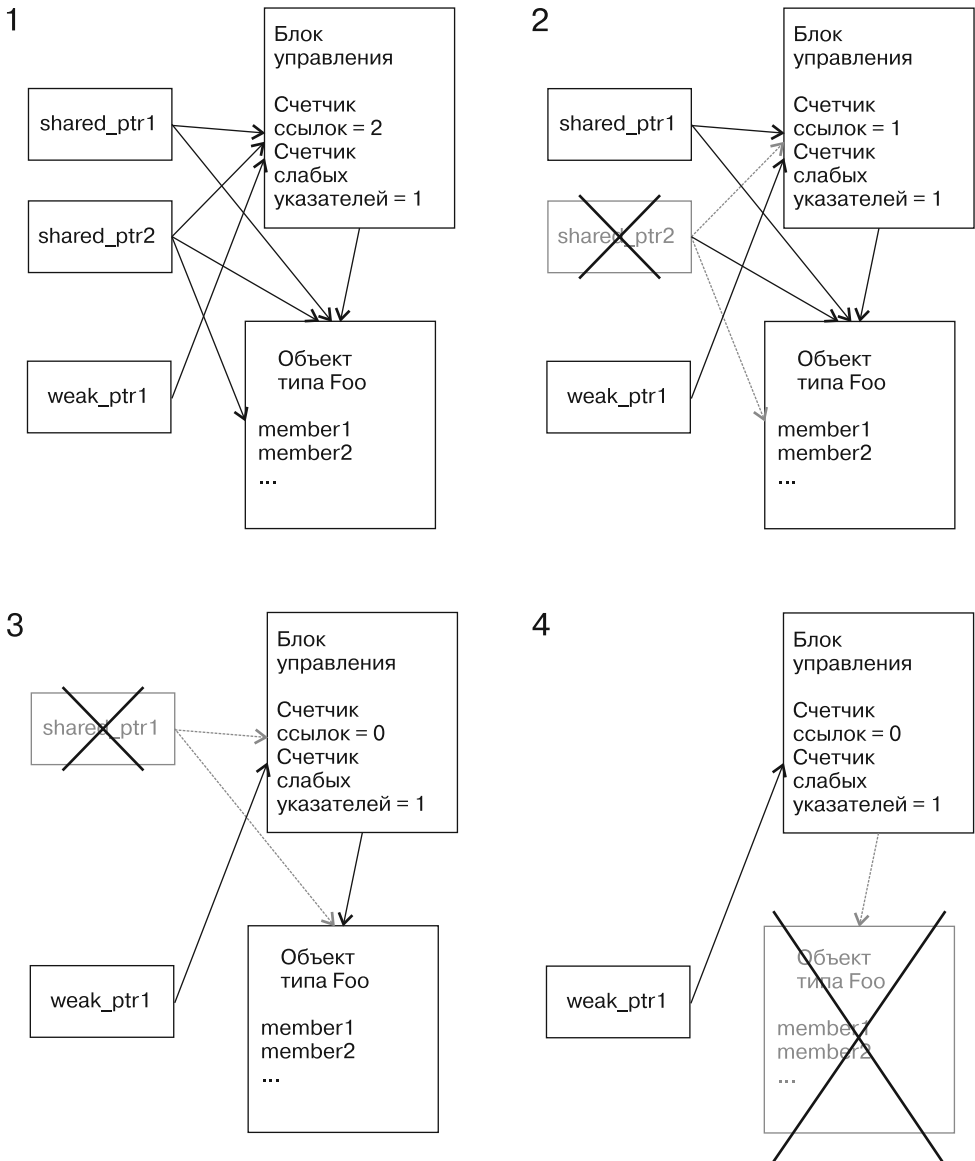 1
Блок
управления
Счетчик
ссылок = 2
Счетчик
слабых
указателей = 1
shared_ptr1
shared_ptr2
weak_ptr1
Объект
типа Foo
member1
member2
...
2
Блок
управления
Счетчик
ссылок = 1
Счетчик
слабых
указателей = 1
shared_ptr1
shared_ptr2
weak_ptr1
Объект
типа Foo
member1
member2
...
3
Блок
управления
Счетчик
ссылок = 0
Счетчик
слабых
указателей = 1
shared_ptr1
weak_ptr1
Объект
типа Foo
member1
member2
...
4
Блок
управления
Счетчик
ссылок = 0
Счетчик
слабых
указателей = 1
weak_ptr1
Объект
типа Foo
member1
member2
...